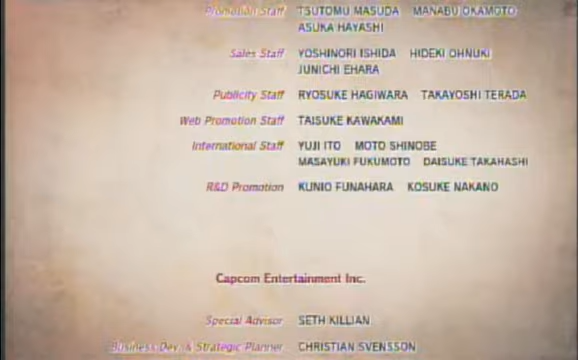 Promotion Staff TSUTOMU MASUDA MANABU OKAMOTO
ASUKA HAYASHI
Sales Staff YOSHINORI ISHIDA HIDEKI OHNUKI
JUNICHI EHARA
Publicity Staff RYOSUKE HAGIWARA TAKAYOSHI TERADA
Web Promotion Staff TAISUKE KAWAKAMI
International Staff YUJI ITO MOTO SHINOBE
MASAYUKI FUKUMOTO DAISUKE TAKAHASHI
R&D Promotion KUNIO FUNAHARA KOSUKE NAKANO
Capcom Entertainment Inc.
Special Advisor SETH KILLIAN
Business Dev. & Strategic Planner CHRISTIAN SVENSSON